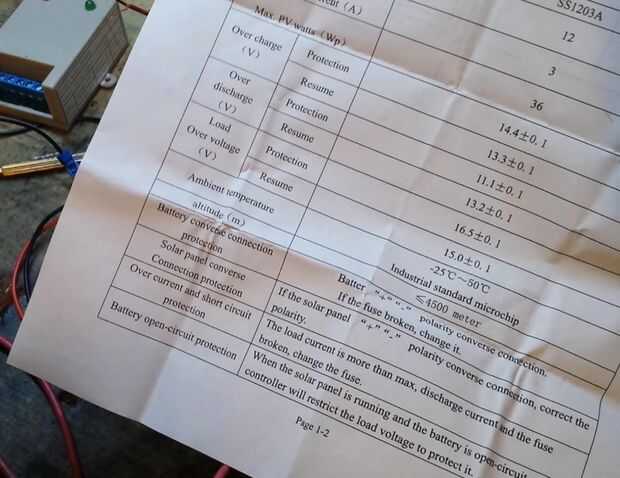 (A)
SS1203A
12
3
Max. PV watts (Wp)
36
Over charge
(V)
Protection
14.4±0.1
Resume
13.3±0.1
Over
discharge
(V)
Protection
11.1±0.1
Resume
13.2±0.1
Load
Over voltage
(V)
Protection
16.5±0.1
Resume
15.0±0.1
Ambient temperature
-25℃~50℃
Industrial standard microchip
altitude (m)
≤4500 meter
Battery converse connection
protection
Batter "+" "-" polarity converse connection.
If the fuse broken, change it.
Solar panel converse
Connection protection
If the solar panel "+" "-" polarity converse connection, correct the
polarity.
Over current and short circuit
protection
The load current is more than max, discharge current and the fuse
broken, change the fuse.
Battery open-circuit protection
When the solar panel is running and the battery is open-circuit
controller will restrict the load voltage to protect it.
Page 1-2